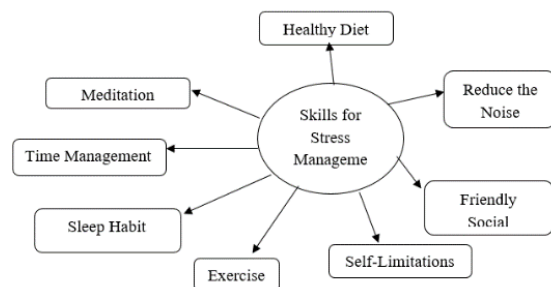 Healthy Diet
Meditation
Reduce the
Noise
Skills for
Stress
Manageme
Time Management
Friendly
Social
Sleep Habit
Self-Limitations
Exercise